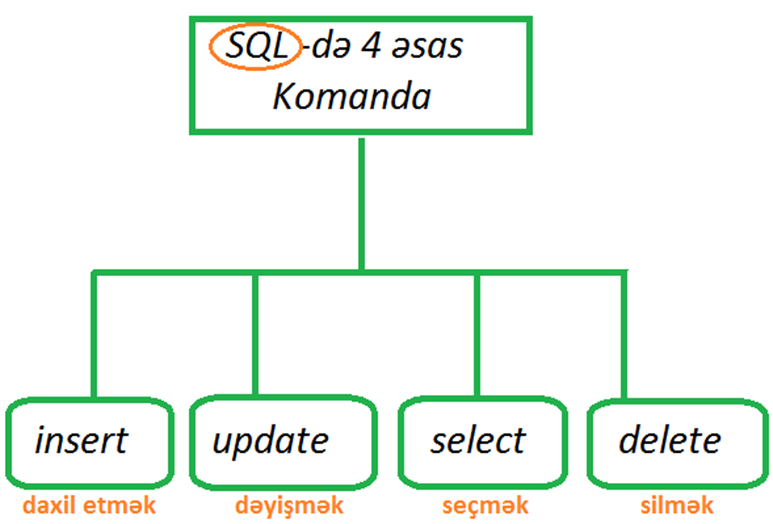 SQL-də 4 əsas
Komanda
insert
update
select
delete
daxil etmək
dəyişmək
seçmək
silmək